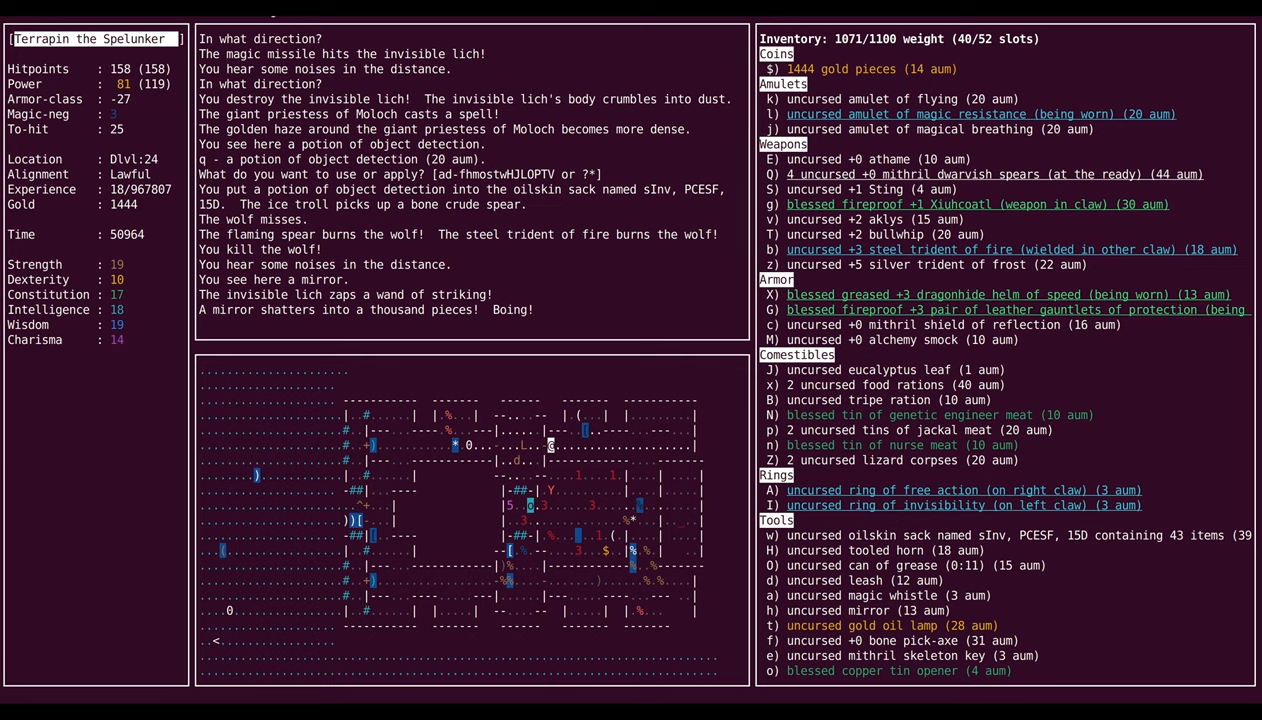 [Terrapin the Spelunker ]
Hitpoints : 158 (158)
Power : 81 (119)
Armor-class : -27
Magic-neg : 3
To-hit : 25
Location : Dlvl:24
Alignment : Lawful
Experience : 18/967807
Gold : 1444
Time : 50964
Strength : 19
Dexterity : 10
Constitution : 17
Intelligence : 18
Wisdom : 19
Charisma : 14
In what direction?
The magic missile hits the invisible lich!
You hear some noises in the distance.
In what direction?
You destroy the invisible lich! The invisible lich's body crumbles into dust.
The giant priestess of Moloch casts a spell!
The golden haze around the giant priestess of Moloch becomes more dense.
You see here a potion of object detection.
q - a potion of object detection (20 aum).
What do you want to use or apply? [ad-fhmostwHJLOPTV or ?*]
You put a potion of object detection into the oilskin sack named sInv, PCESF,
15D. The ice troll picks up a bone crude spear.
The wolf misses.
The flaming spear burns the wolf! The steel trident of fire burns the wolf!
You kill the wolf!
You hear some noises in the distance.
You see here a mirror.
The invisible lich zaps a wand of striking!
A mirror shatters into a thousand pieces! Boing!
Inventory: 1071/1100 weight (40/52 slots)
Coins
$) 1444 gold pieces (14 aum)
Amulets
k) uncursed amulet of flying (20 aum)
l) uncursed amulet of magic resistance (being worn) (20 aum)
j) uncursed amulet of magical breathing (20 aum)
Weapons
E) uncursed +0 athame (10 aum)
Q) 4 uncursed +0 mithril dwarvish spears (at the ready) (44 aum)
S) uncursed +1 Sting (4 aum)
g) blessed fireproof +1 Xiuhcoatl (weapon in claw) (30 aum)
v) uncursed +2 aklys (15 aum)
T) uncursed +2 bullwhip (20 aum)
b) uncursed +3 steel trident of fire (wielded in other claw) (18 aum)
z) uncursed +5 silver trident of frost (22 aum)
Armor
X) blessed greased +3 dragonhide helm of speed (being worn) (13 aum)
G) blessed fireproof +3 pair of leather gauntlets of protection (being
c) uncursed +0 mithril shield of reflection (16 aum)
M) uncursed +0 alchemy smock (10 aum)
Comestibles
J) uncursed eucalyptus leaf (1 aum)
x) 2 uncursed food rations (40 aum)
B) uncursed tripe ration (10 aum)
N) blessed tin of genetic engineer meat (10 aum)
p) 2 uncursed tins of jackal meat (20 aum)
n) blessed tin of nurse meat (10 aum)
Z) 2 uncursed lizard corpses (20 aum)
Rings
A) uncursed ring of free action (on right claw) (3 aum)
I) uncursed ring of invisibility (on left claw) (3 aum)
Tools
w) uncursed oilskin sack named sInv, PCESF, 15D containing 43 items (39
H) uncursed tooled horn (18 aum)
O) uncursed can of grease (0:11) (15 aum)
d) uncursed leash (12 aum)
a) uncursed magic whistle (3 aum)
h) uncursed mirror (13 aum)
t) uncursed gold oil lamp (28 aum)
f) uncursed +0 bone pick-axe (31 aum)
e) uncursed mithril skeleton key (3 aum)
o) blessed copper tin opener (4 aum)